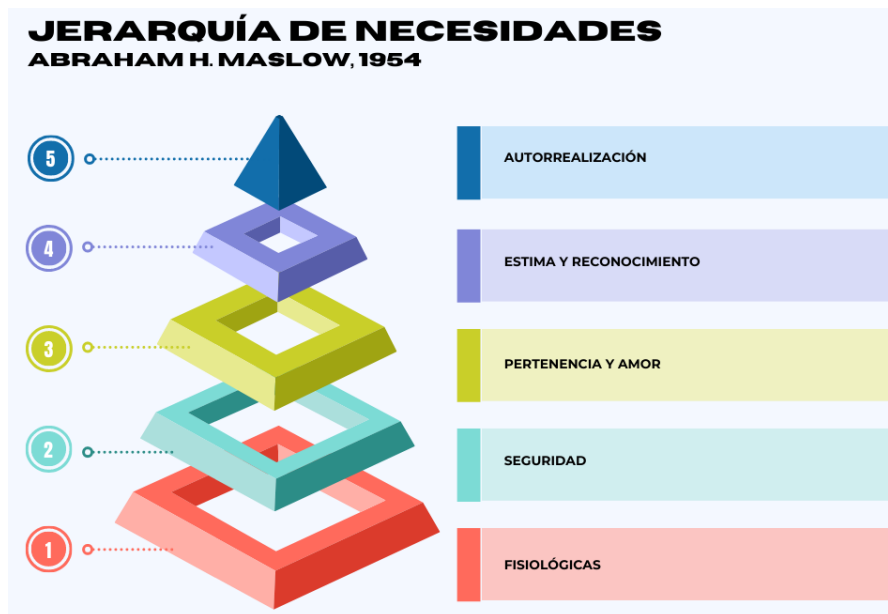 JERARQUÍA DE NECESIDADES
ABRAHAM H. MASLOW, 1954
5
AUTORREALIZACIÓN
4
ESTIMA Y RECONOCIMIENTO
3
PERTENENCIA Y AMOR
2
SEGURIDAD
1
FISIOLÓGICAS